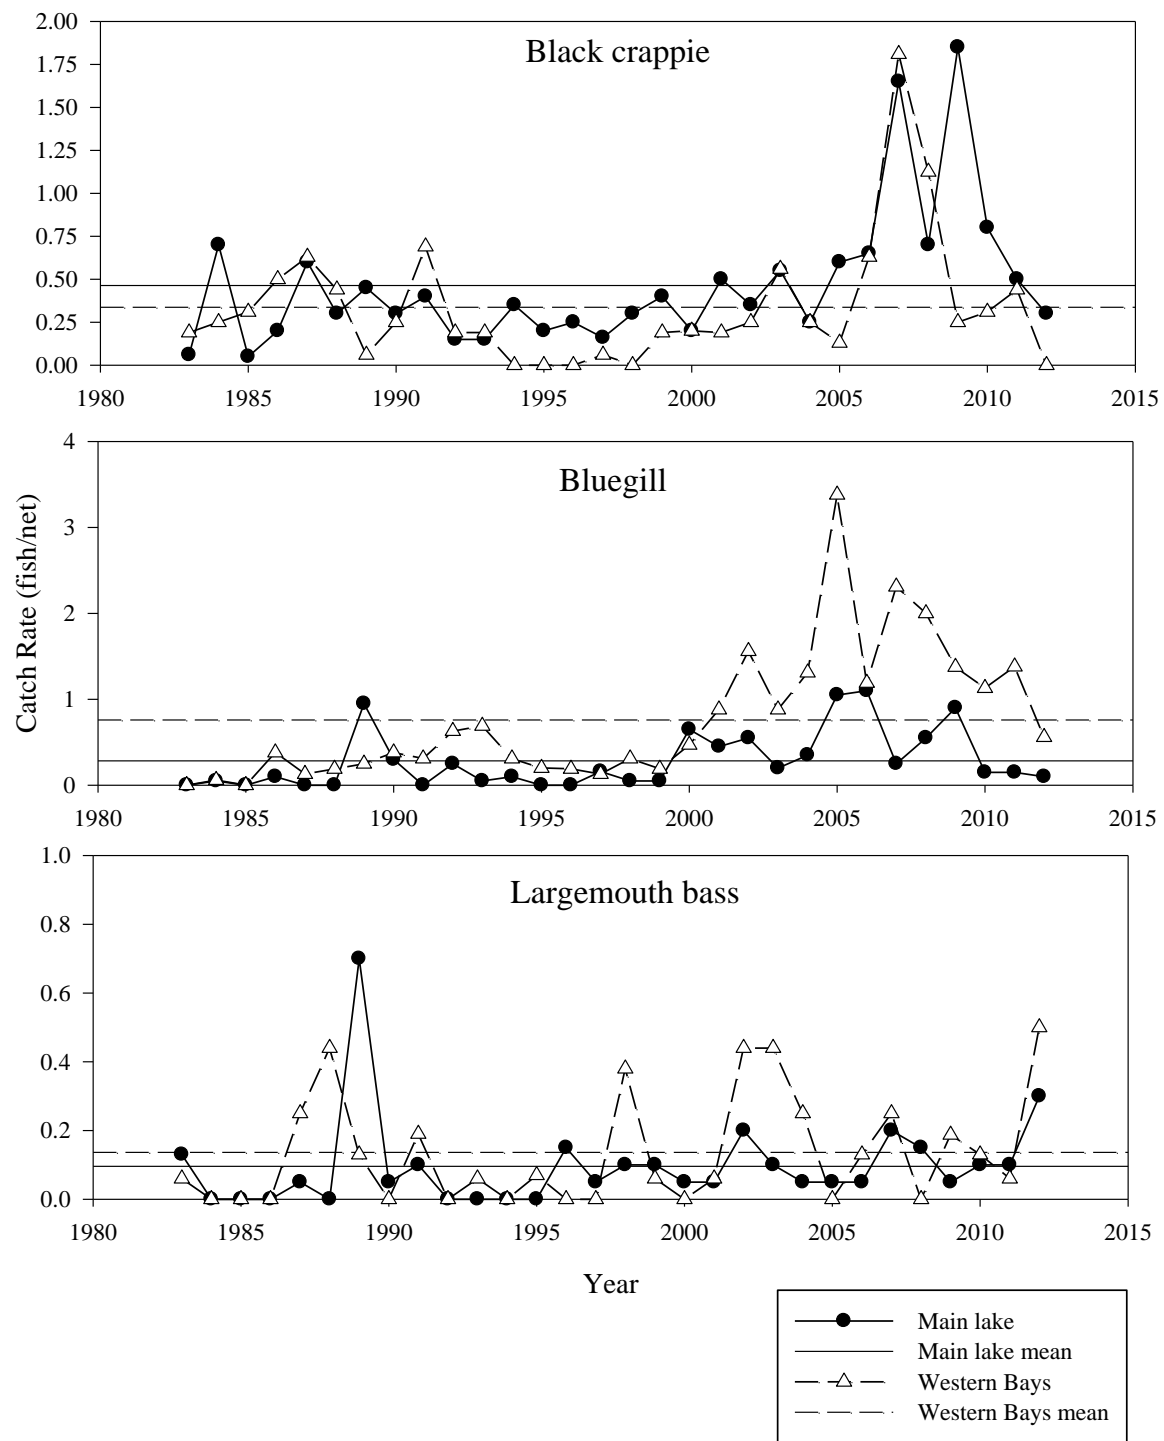 2.00
Black crappie
1.75
1.50
1.25
1.00
0.75
0.50
0.25
0.00
1980 1985 1990 1995 2000 2005 2010 2015
4
Bluegill
3
Catch Rate (fish/net)
2
1
0
1980 1985 1990 1995 2000 2005 2010 2015
1.0
Largemouth bass
0.8
0.6
0.4
0.2
0.0
1980 1985 1990 1995 2000 2005 2010 2015
Year
Main lake
Main lake mean
Western Bays
Western Bays mean